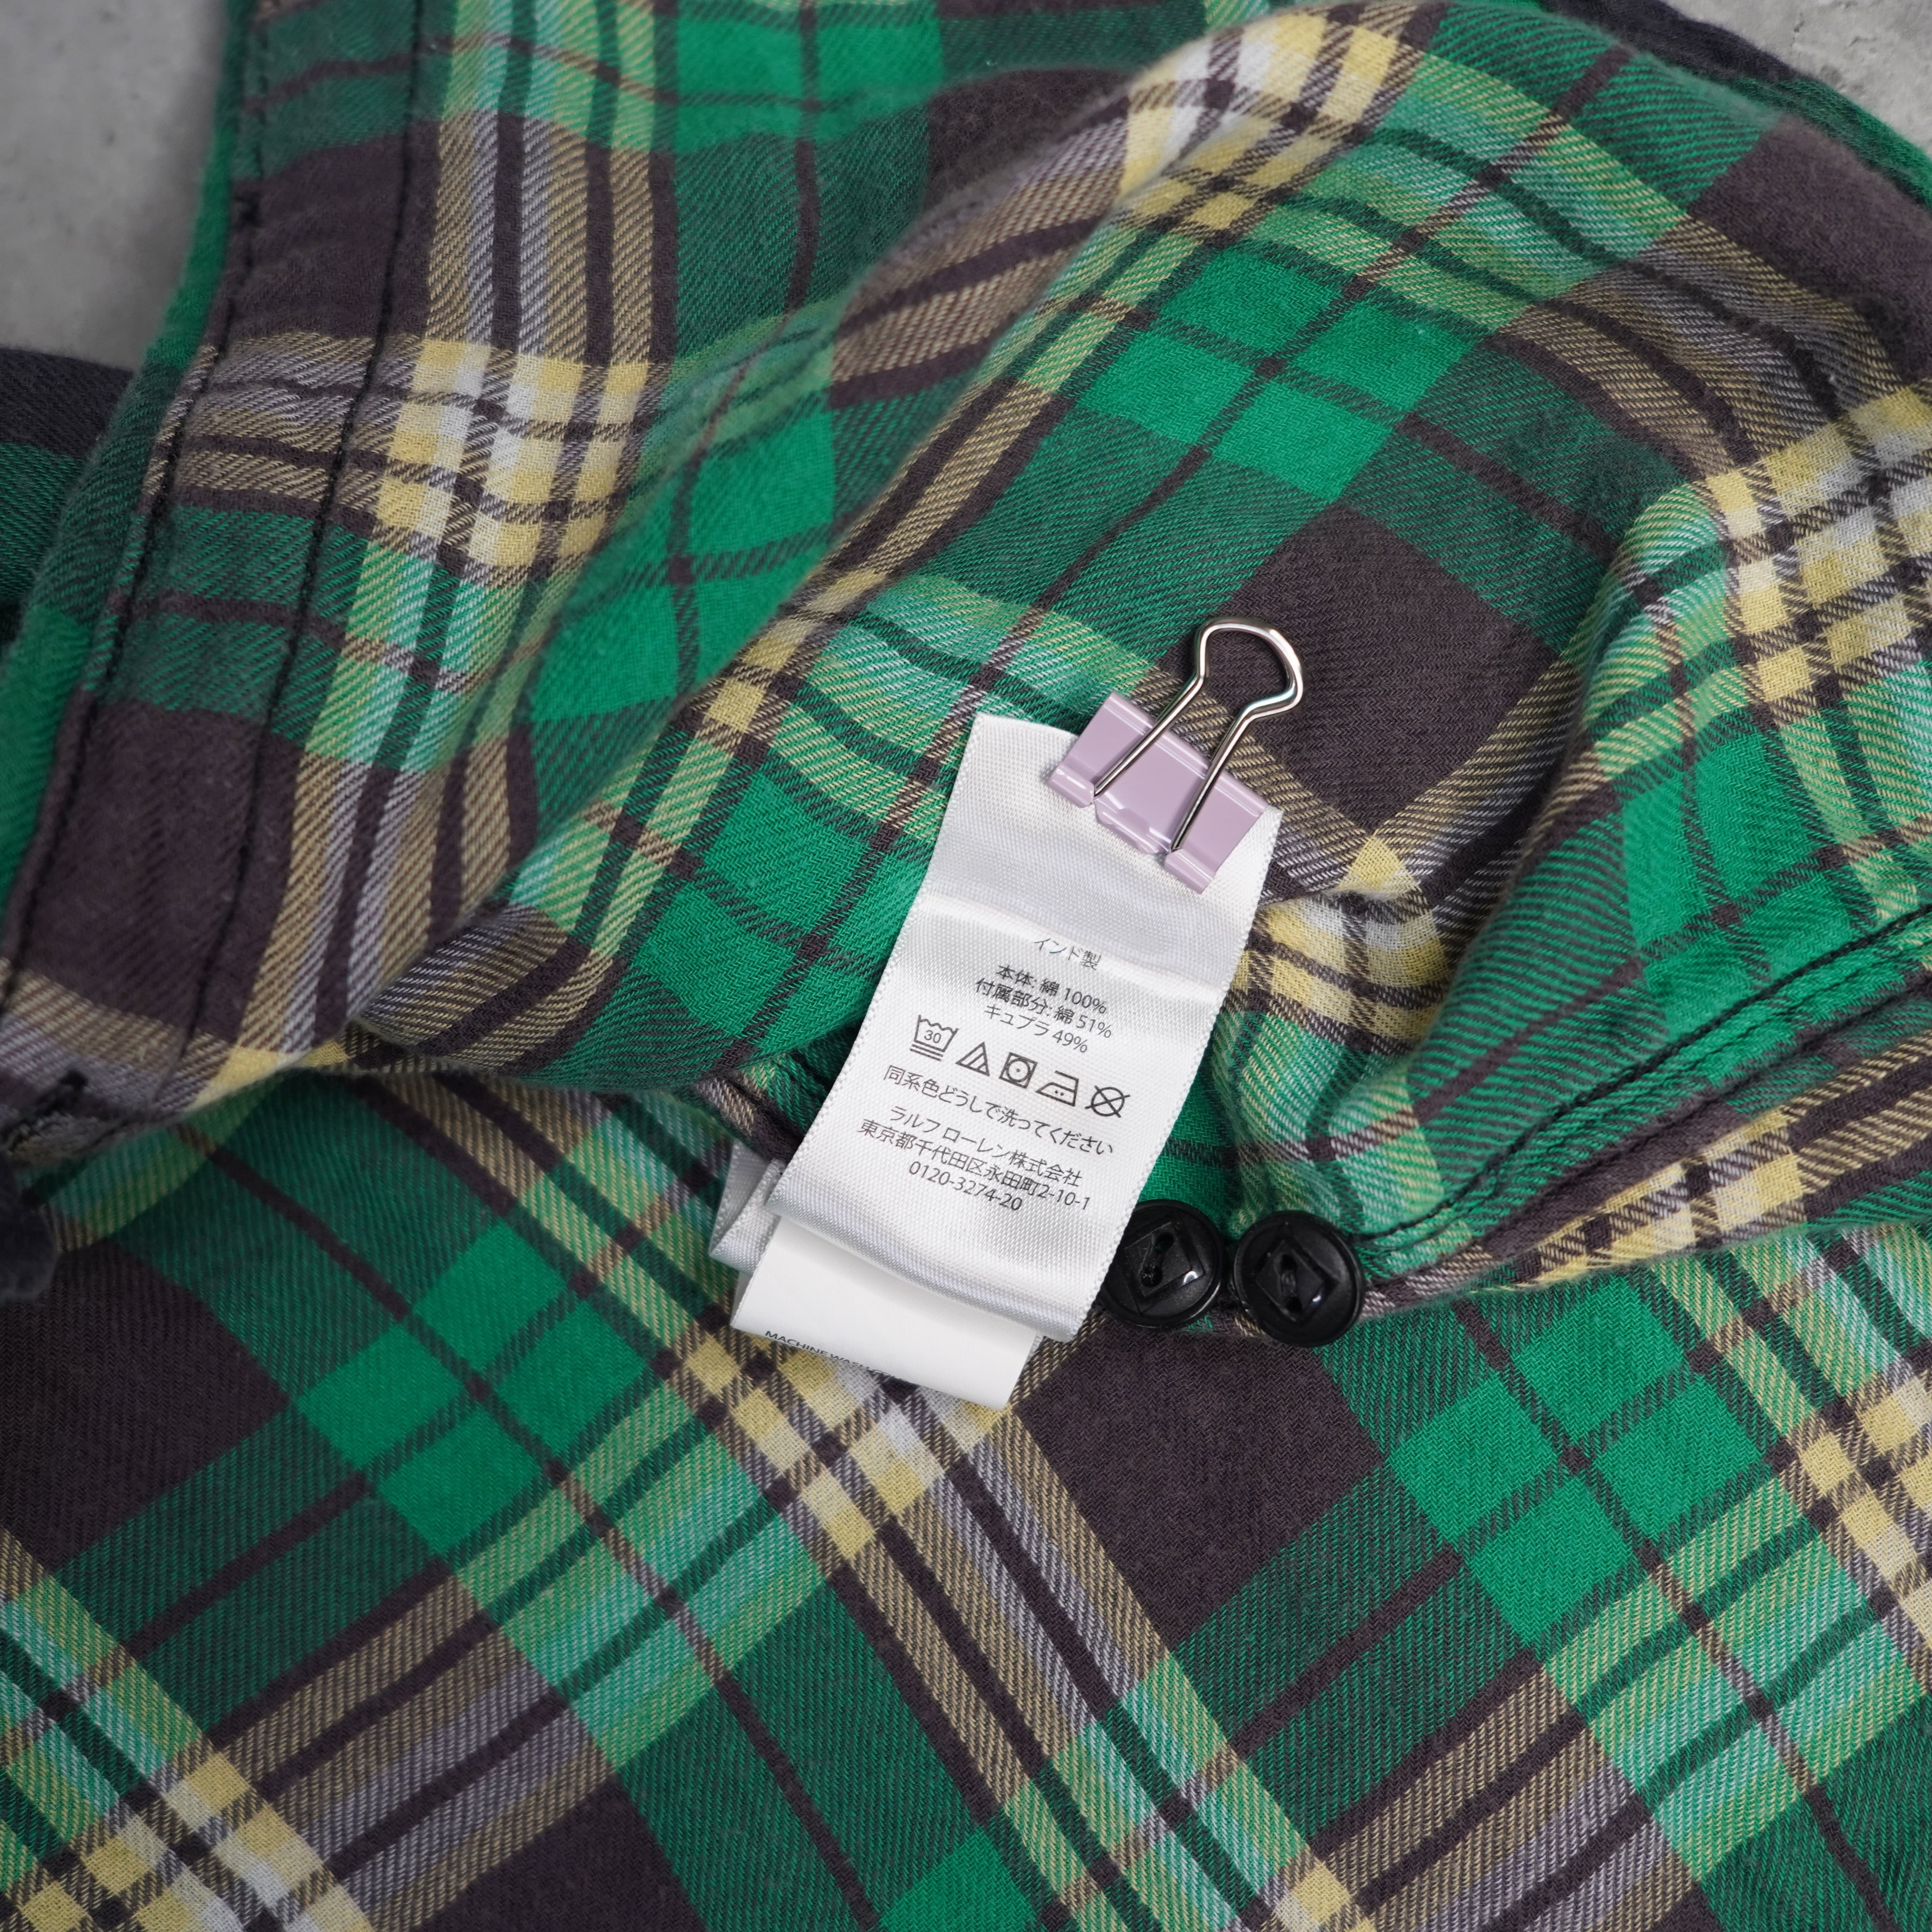 インド製
本体: 綿 100%
付属部分: 綿 51%
キュプラ 49%
30
同系色どうしで洗ってください
ラルフ ローレン株式会社
東京都千代田区永田町2-10-1
0120-3274-20
MACHINE WASH